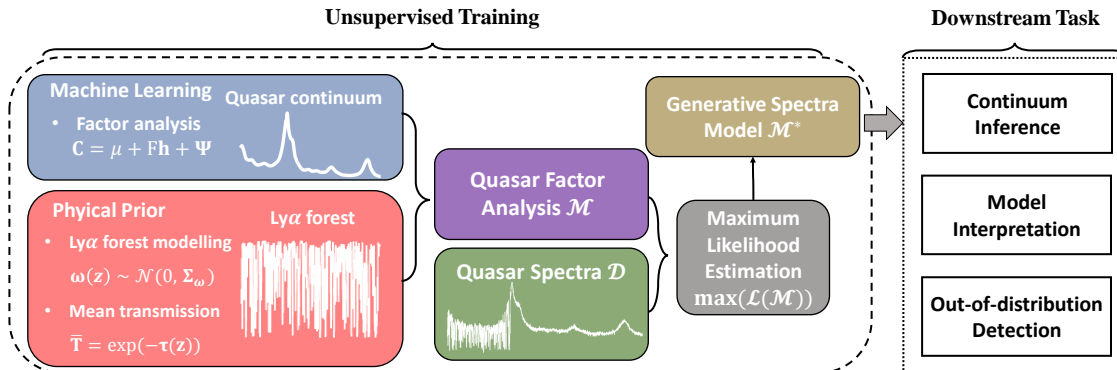 Unsupervised Training
Downstream Task
Machine Learning
Quasar continuum
• Factor analysis
C = μ + Fh + Ψ
Phyical Prior
Lyα forest
• Lyα forest modelling
ω(z) ~ 𝒩(0, Σ_ω)
• Mean transmission
T̅ = exp(−τ(z))
Quasar Factor
Analysis ℳ
Quasar Spectra 𝒟
Generative Spectra
Model ℳ*
Maximum
Likelihood
Estimation
max(ℒ(ℳ))
Continuum
Inference
Model
Interpretation
Out-of-distribution
Detection